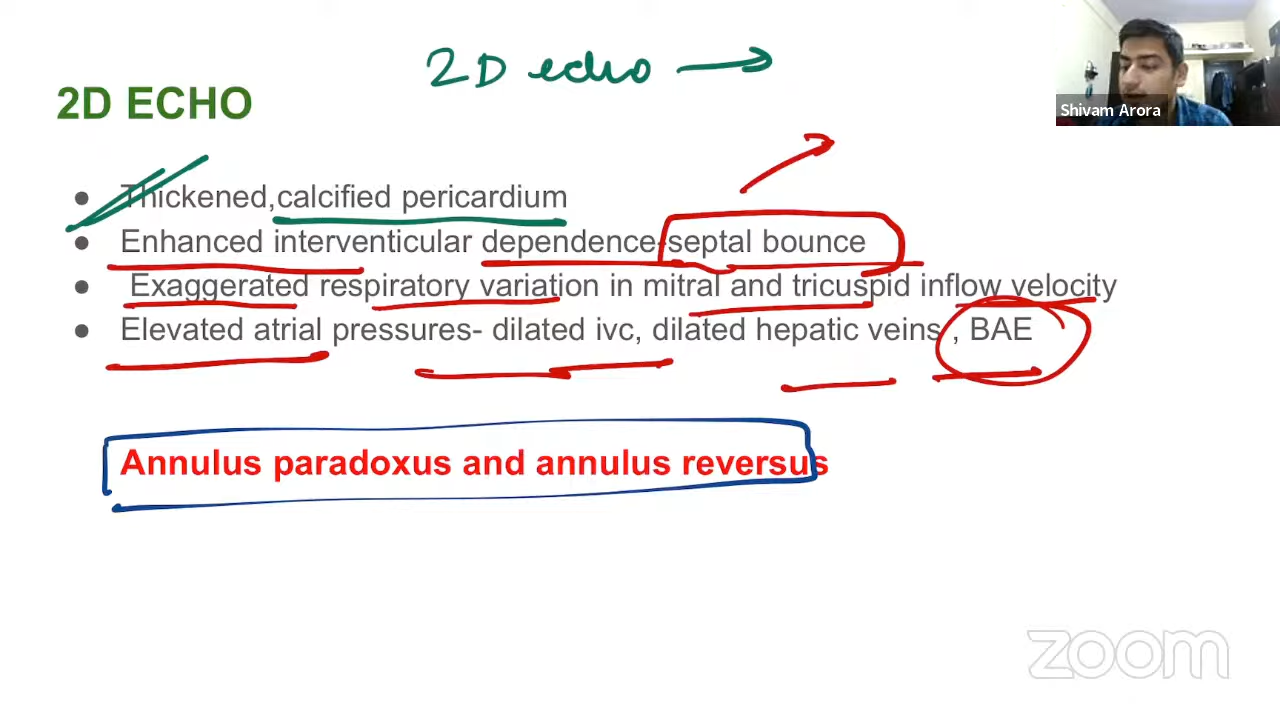 2D echo
2D ECHO
Shivam Arora
● Thickened,calcified pericardium
● Enhanced interventicular dependence-septal bounce
● Exaggerated respiratory variation in mitral and tricuspid inflow velocity
● Elevated atrial pressures- dilated ivc, dilated hepatic veins , BAE
Annulus paradoxus and annulus reversus
zoom